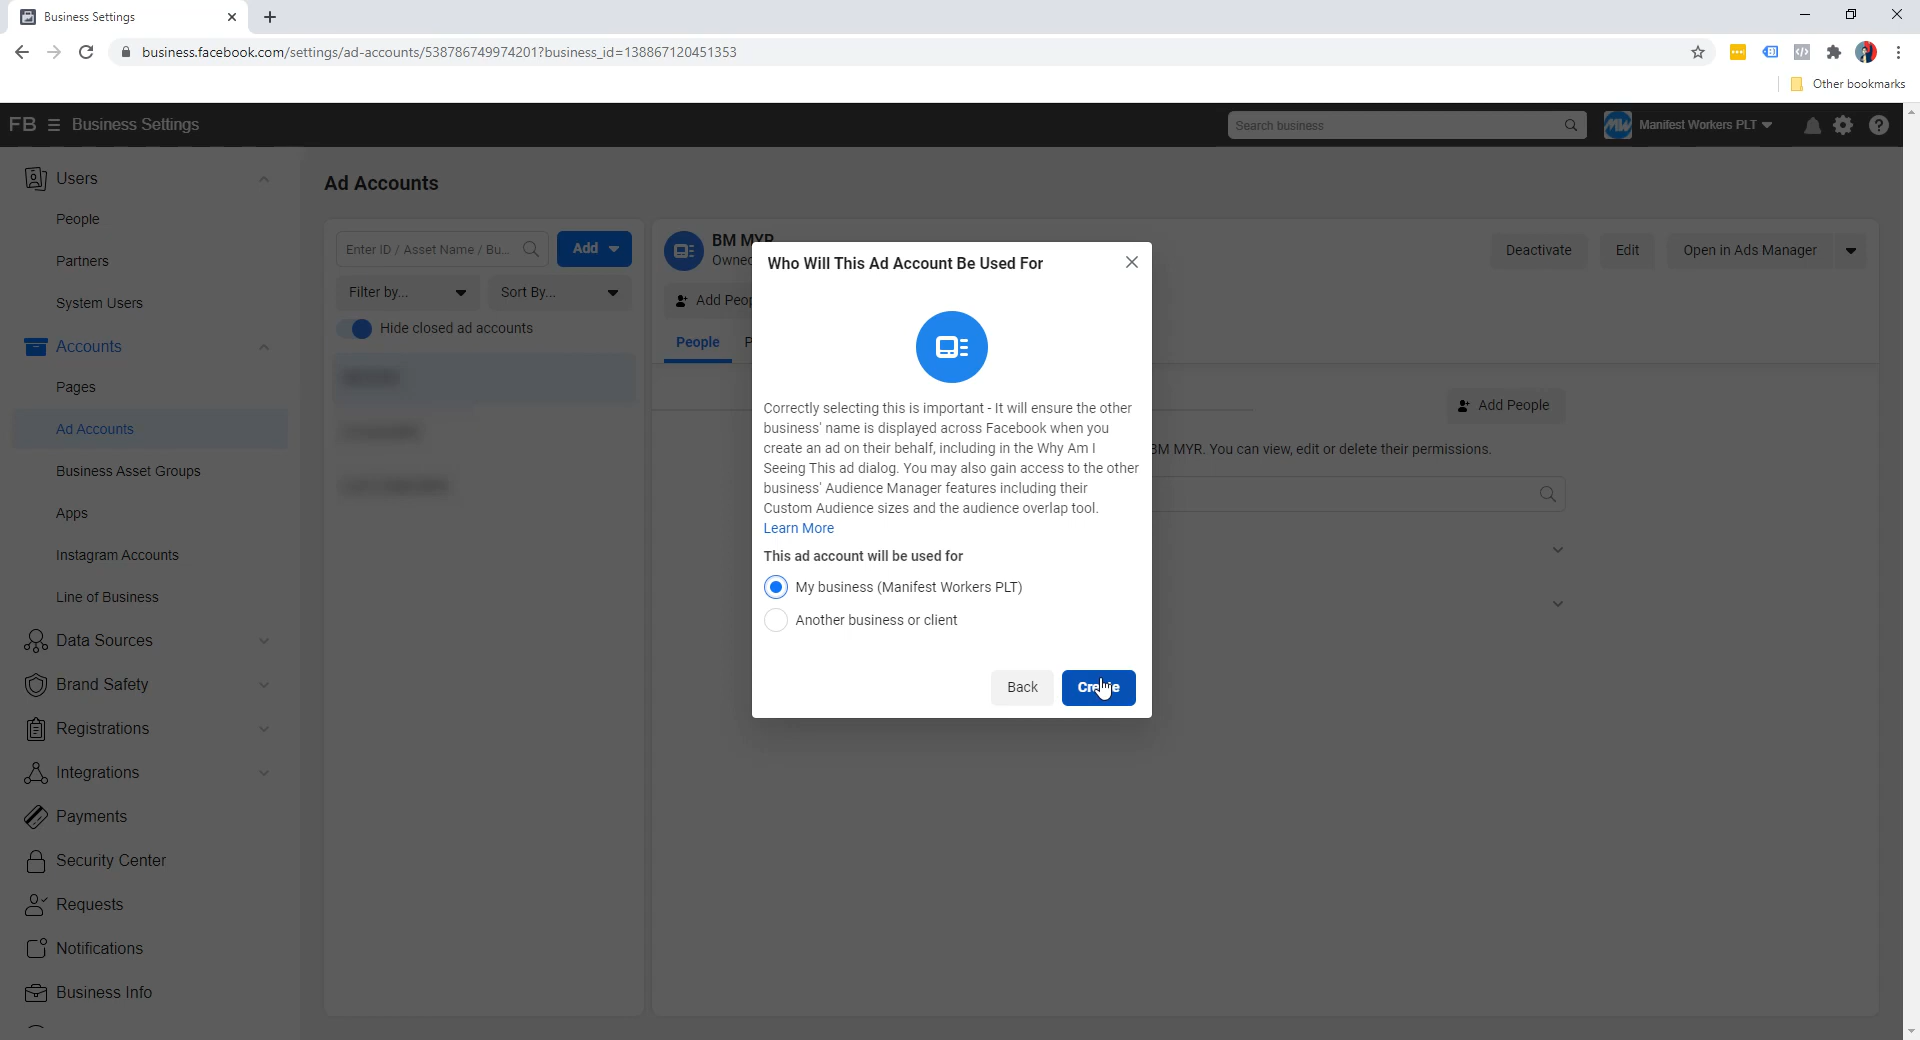 Business Settings
business.facebook.com/settings/ad-accounts/538786749974201?business_id=138867120451353
Other bookmarks
FB Business Settings
Search business
Manifest Workers PLT
Users
People
Partners
System Users
Accounts
Pages
Ad Accounts
Business Asset Groups
Apps
Instagram Accounts
Line of Business
Data Sources
Brand Safety
Registrations
Integrations
Payments
Security Center
Requests
Notifications
Business Info
Ad Accounts
Enter ID / Asset Name / Bu...
Add
Filter by...
Sort By...
Hide closed ad accounts
BM MYR
Owned
Deactivate
Edit
Open in Ads Manager
Add Peop
People
P
Add People
BM MYR. You can view, edit or delete their permissions.
Who Will This Ad Account Be Used For
Correctly selecting this is important - It will ensure the other
business' name is displayed across Facebook when you
create an ad on their behalf, including in the Why Am I
Seeing This ad dialog. You may also gain access to the other
business' Audience Manager features including their
Custom Audience sizes and the audience overlap tool.
Learn More
This ad account will be used for
My business (Manifest Workers PLT)
Another business or client
Back
Create